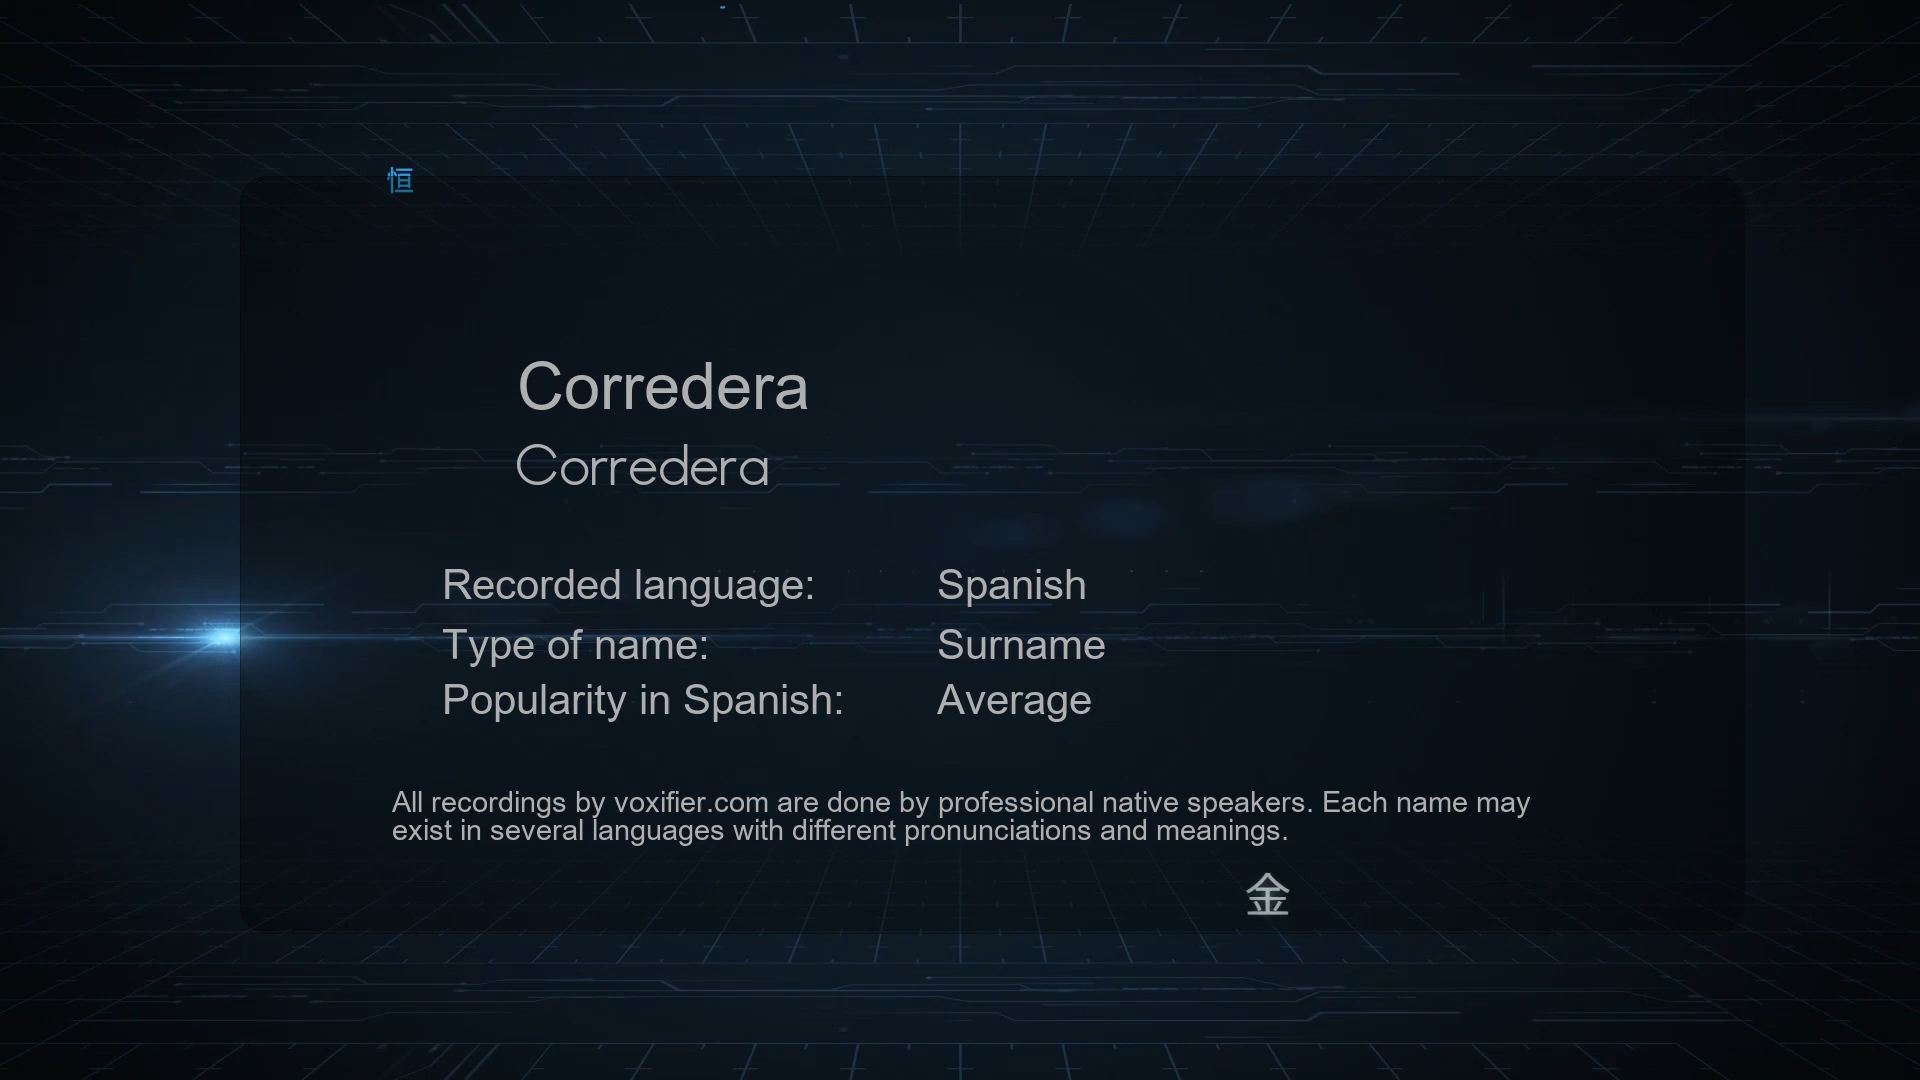 恒
Corredera
Corredera
Recorded language: Spanish
Type of name: Surname
Popularity in Spanish: Average
All recordings by voxifier.com are done by professional native speakers. Each name may
exist in several languages with different pronunciations and meanings.
金